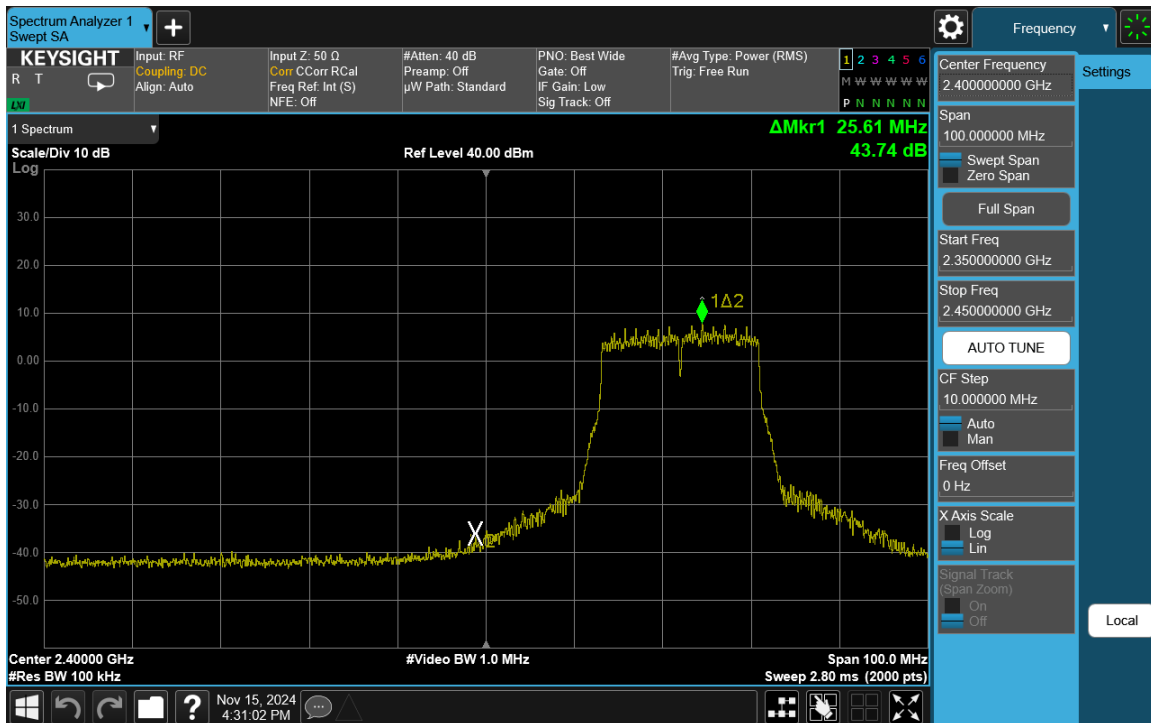 Spectrum Analyzer 1
Swept SA
Frequency
KEYSIGHT
R T
LXI
Input: RF
Coupling: DC
Align: Auto
Input Z: 50 Ω
Corr CCorr RCal
Freq Ref: Int (S)
NFE: Off
#Atten: 40 dB
Preamp: Off
µW Path: Standard
PNO: Best Wide
Gate: Off
IF Gain: Low
Sig Track: Off
#Avg Type: Power (RMS)
Trig: Free Run
1 2 3 4 5 6
M W W W W W
P N N N N N
1 Spectrum
ΔMkr1 25.61 MHz
43.74 dB
Scale/Div 10 dB
Ref Level 40.00 dBm
Log
30.0
20.0
10.0
0.00
-10.0
-20.0
-30.0
-40.0
-50.0
1Δ2
X
2
Center 2.40000 GHz
#Video BW 1.0 MHz
Span 100.0 MHz
#Res BW 100 kHz
Sweep 2.80 ms (2000 pts)
Center Frequency
2.400000000 GHz
Settings
Span
100.000000 MHz
Swept Span
Zero Span
Full Span
Start Freq
2.350000000 GHz
Stop Freq
2.450000000 GHz
AUTO TUNE
CF Step
10.000000 MHz
Auto
Man
Freq Offset
0 Hz
X Axis Scale
Log
Lin
Signal Track
(Span Zoom)
On
Off
Local
?
Nov 15, 2024
4:31:02 PM